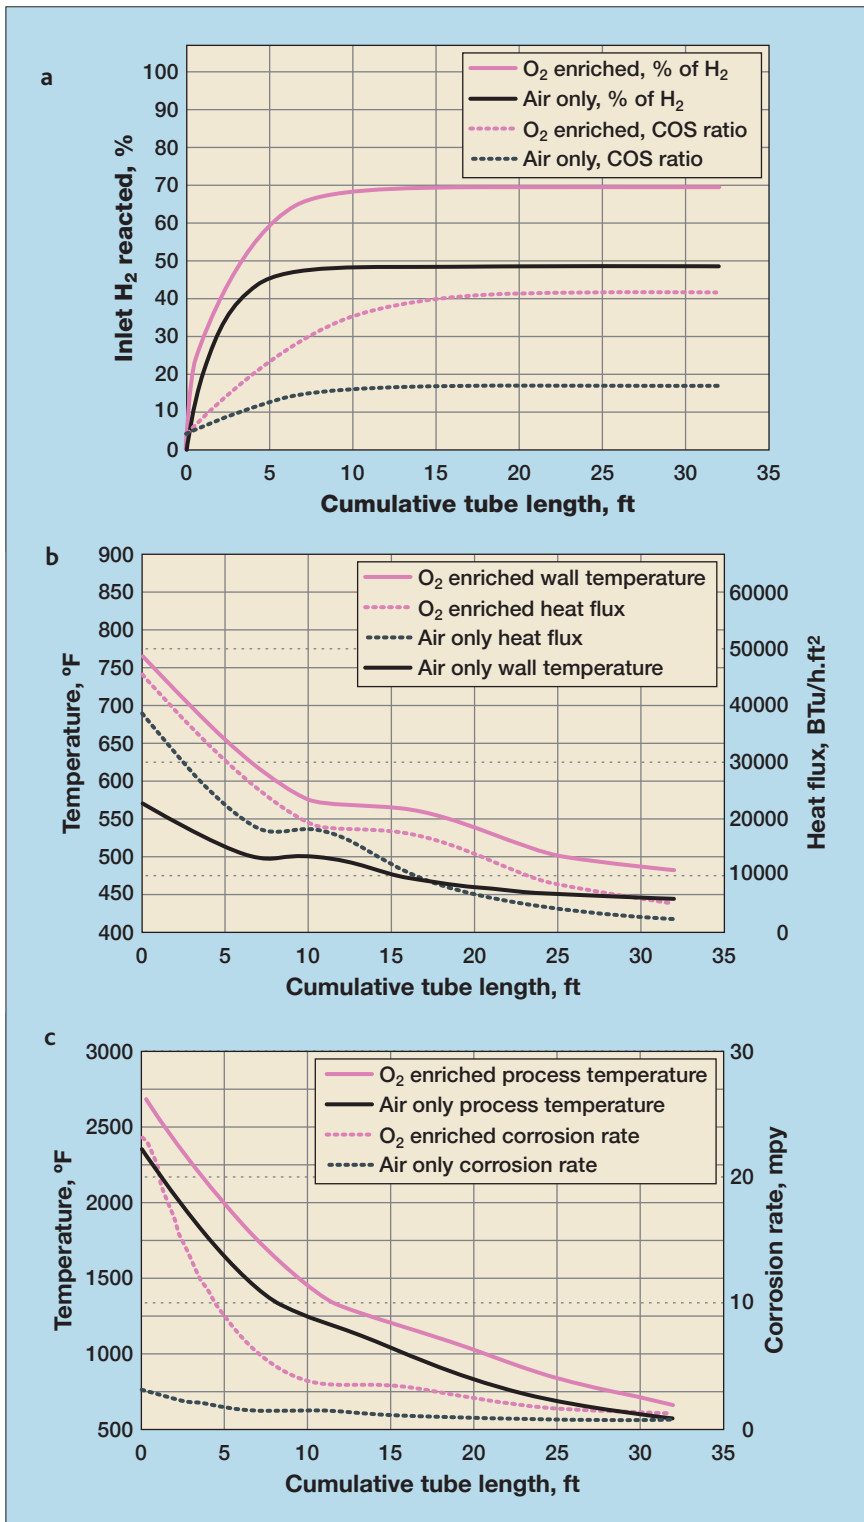 a
100
90
80
70
60
50
40
30
20
10
0
Inlet H₂ reacted, %
O₂ enriched, % of H₂
Air only, % of H₂
O₂ enriched, COS ratio
Air only, COS ratio
0 5 10 15 20 25 30 35
Cumulative tube length, ft
b
900
850
800
750
700
650
600
550
500
450
400
Temperature, ºF
O₂ enriched wall temperature
O₂ enriched heat flux
Air only heat flux
Air only wall temperature
60000
50000
40000
30000
20000
10000
0
Heat flux, BTu/h.ft²
0 5 10 15 20 25 30 35
Cumulative tube length, ft
c
3000
2500
2000
1500
1000
500
Temperature, ºF
O₂ enriched process temperature
Air only process temperature
O₂ enriched corrosion rate
Air only corrosion rate
30
20
10
0
Corrosion rate, mpy
0 5 10 15 20 25 30 35
Cumulative tube length, ft